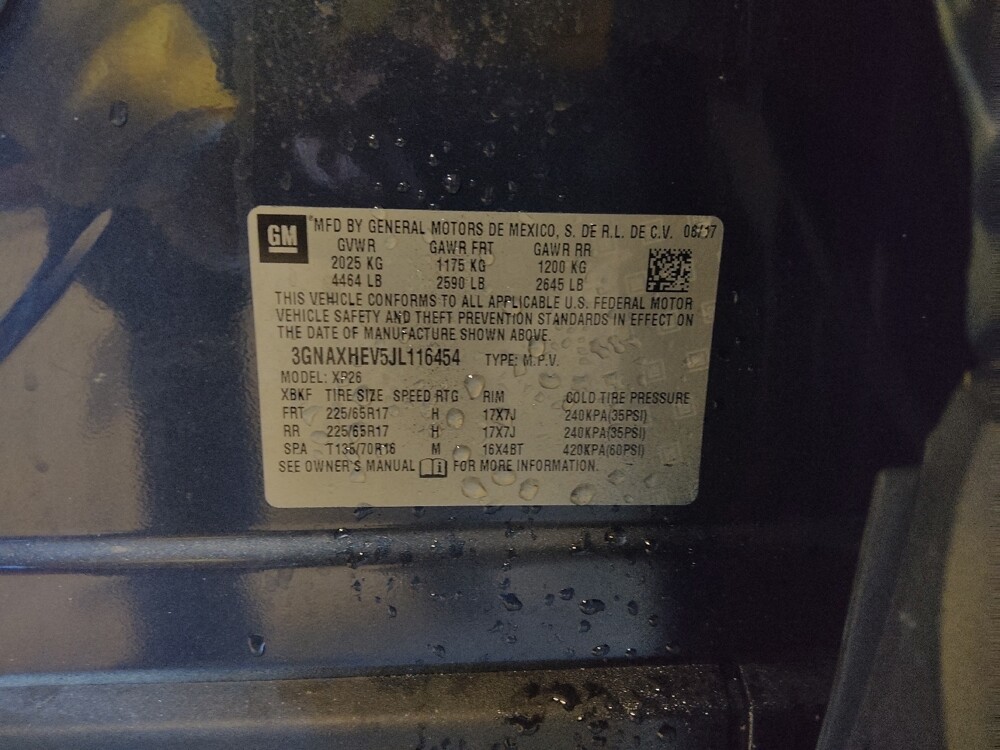 GM
®MFD BY GENERAL MOTORS DE MEXICO, S. DE R.L. DE C.V. 08/17
GVWR GAWR FRT GAWR RR
2025 KG 1175 KG 1200 KG
4464 LB 2590 LB 2645 LB
THIS VEHICLE CONFORMS TO ALL APPLICABLE U.S. FEDERAL MOTOR
VEHICLE SAFETY AND THEFT PREVENTION STANDARDS IN EFFECT ON
THE DATE OF MANUFACTURE SHOWN ABOVE.
3GNAXHEV5JL116454 TYPE: M.P.V.
MODEL: XP26
XBKF TIRE SIZE SPEED RTG RIM COLD TIRE PRESSURE
FRT 225/65R17 H 17X7J 240KPA(35PSI)
RR 225/65R17 H 17X7J 240KPA(35PSI)
SPA T135/70R16 M 16X4BT 420KPA(60PSI)
SEE OWNER'S MANUAL i FOR MORE INFORMATION.